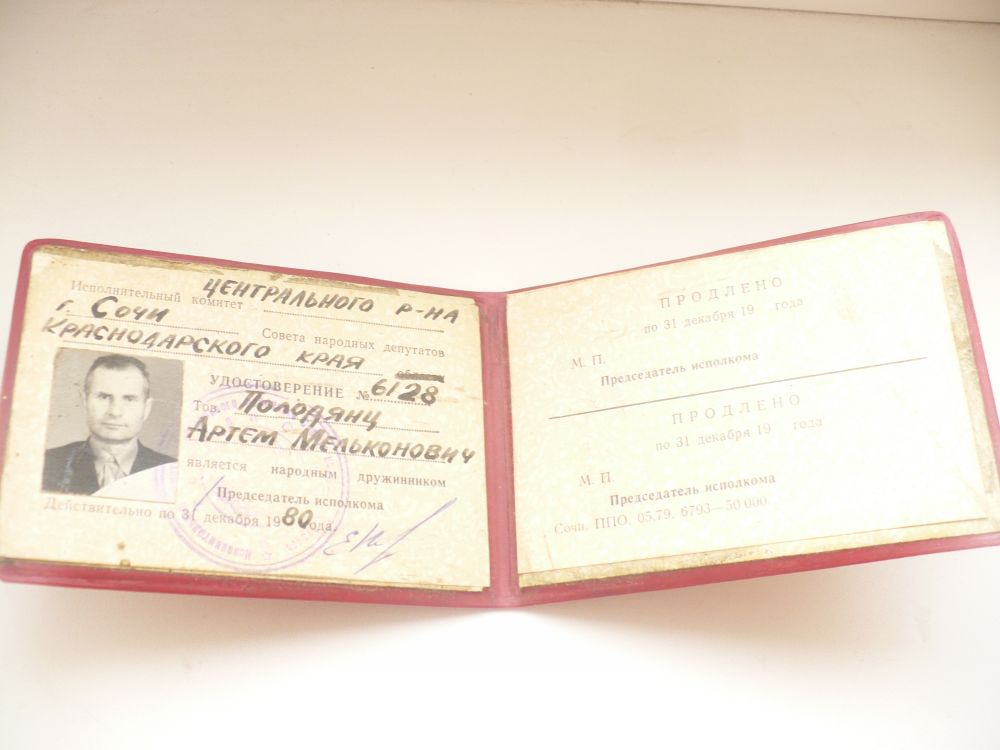 Исполнительный комитет ЦЕНТРАЛЬНОГО Р-НА
г. Сочи Совета народных депутатов
КРАСНОДАРСКОГО КРАЯ области
УДОСТОВЕРЕНИЕ № 6128
Тов. Полодянц
Артем Мельконович
является народным дружинником
Председатель исполкома
Действительно по 31 декабря 1980 года.
ПРОДЛЕНО
по 31 декабря 19 года
М. П.
Председатель исполкома
ПРОДЛЕНО
по 31 декабря 19 года
М. П.
Председатель исполкома
Сочи, ППО. 05.79. 6793—50 000.